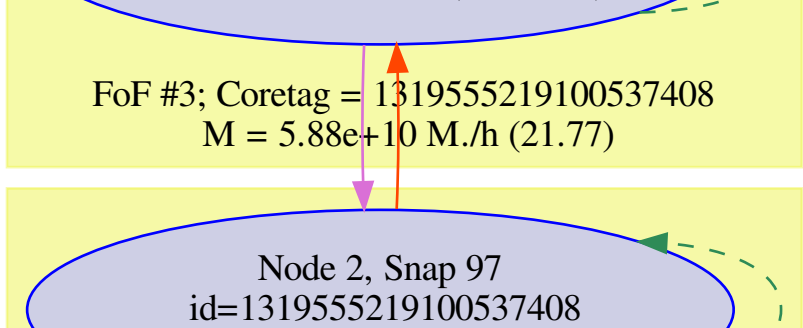 FoF #3; Coretag = 1319555219100537408
M = 5.88e+10 M./h (21.77)
Node 2, Snap 97
id=1319555219100537408